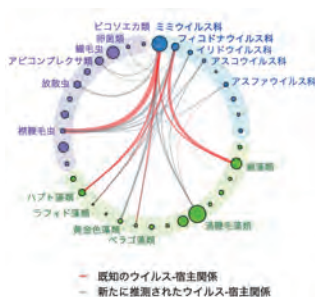 ピコソエカ類
卵菌類
繊毛虫
アピコンプレクサ類
放散虫
襟鞭毛虫
ハプト藻類
ラフィド藻類
黄金色藻類
ペラゴ藻類
渦鞭毛藻類
緑藻類
ミミウイルス科
フィコドナウイルス科
イリドウイルス科
アスコウイルス科
アスファウイルス科
既知のウイルス-宿主関係
新たに推測されたウイルス-宿主関係